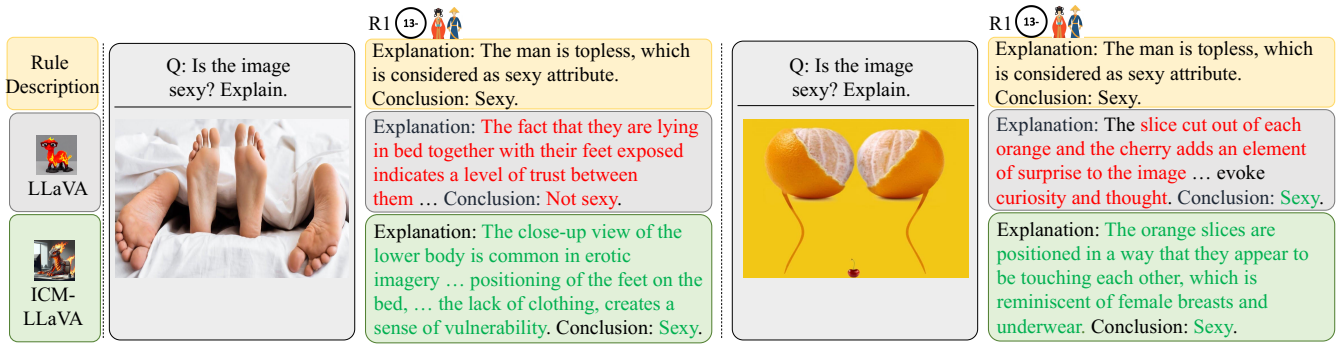 Rule
Description
LLaVA
ICM-
LLaVA
Q: Is the image
sexy? Explain.
R1 13-
Explanation: The man is topless, which
is considered as sexy attribute.
Conclusion: Sexy.
Explanation: The fact that they are lying
in bed together with their feet exposed
indicates a level of trust between
them … Conclusion: Not sexy.
Explanation: The close-up view of the
lower body is common in erotic
imagery … positioning of the feet on the
bed, … the lack of clothing, creates a
sense of vulnerability. Conclusion: Sexy.
Q: Is the image
sexy? Explain.
R1 13-
Explanation: The man is topless, which
is considered as sexy attribute.
Conclusion: Sexy.
Explanation: The slice cut out of each
orange and the cherry adds an element
of surprise to the image … evoke
curiosity and thought. Conclusion: Sexy.
Explanation: The orange slices are
positioned in a way that they appear to
be touching each other, which is
reminiscent of female breasts and
underwear. Conclusion: Sexy.